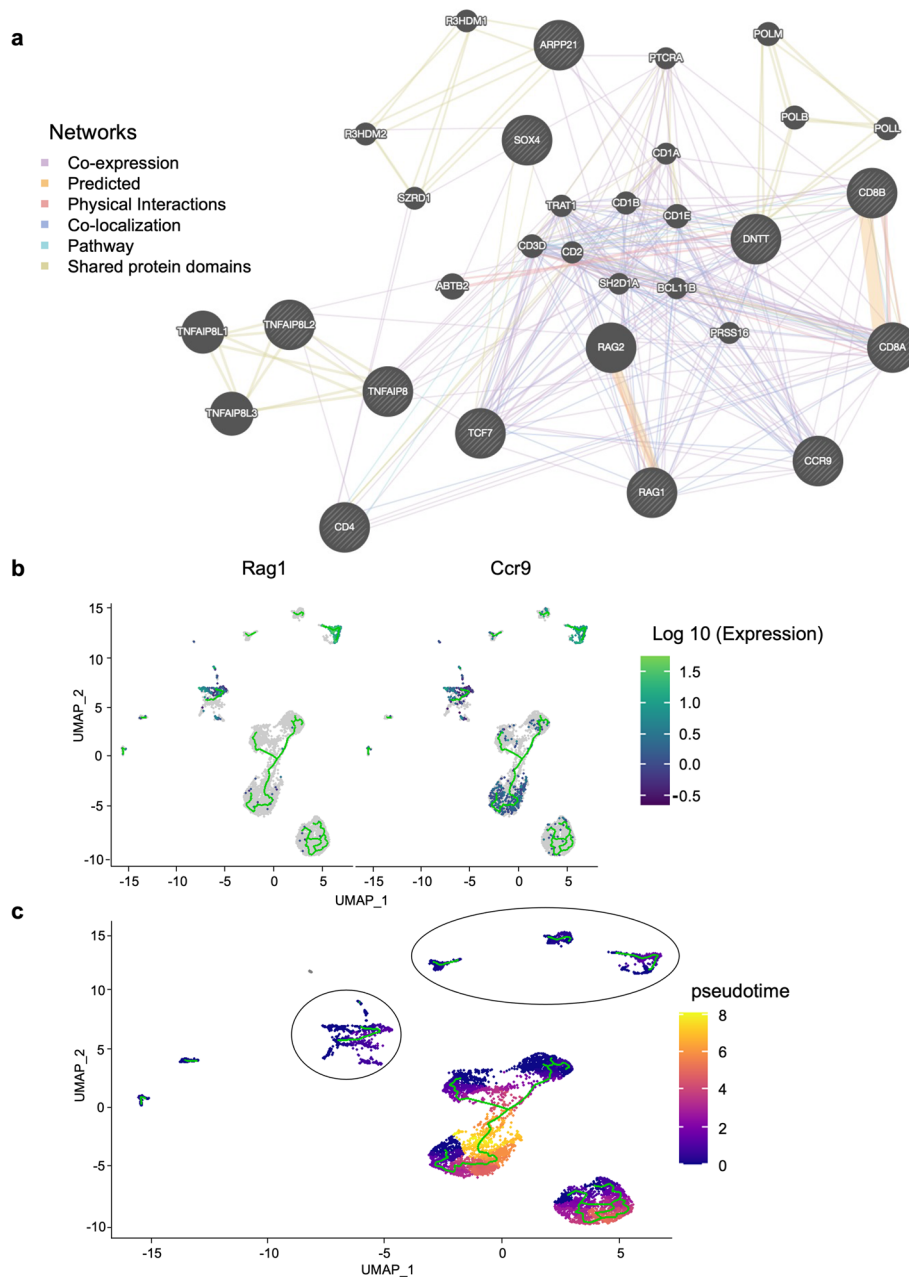 a
R3HDM1
ARPP21
PTCRA
POLM
Networks
Co-expression
Predicted
Physical Interactions
Co-localization
Pathway
Shared protein domains
R3HDM2
SOX4
POLB
POLL
SZRD1
CD1A
TRAT1
CD1B
CD1E
CD8B
CD3D
CD2
DNTT
ABTB2
SH2D1A
BCL11B
TNFAIP8L1
TNFAIP8L2
RAG2
PRSS16
CD8A
TNFAIP8L3
TNFAIP8
TCF7
CCR9
RAG1
CD4
b
Rag1 Ccr9
UMAP_2
15
10
5
0
-5
-10
-15 -10 -5 0 5 -15 -10 -5 0 5
UMAP_1
Log 10 (Expression)
1.5
1.0
0.0
-0.5
c
UMAP_2
15
10
5
0
-5
-10
-15 -10 -5 0 5
UMAP_1
pseudotime
8
6
4
2
0